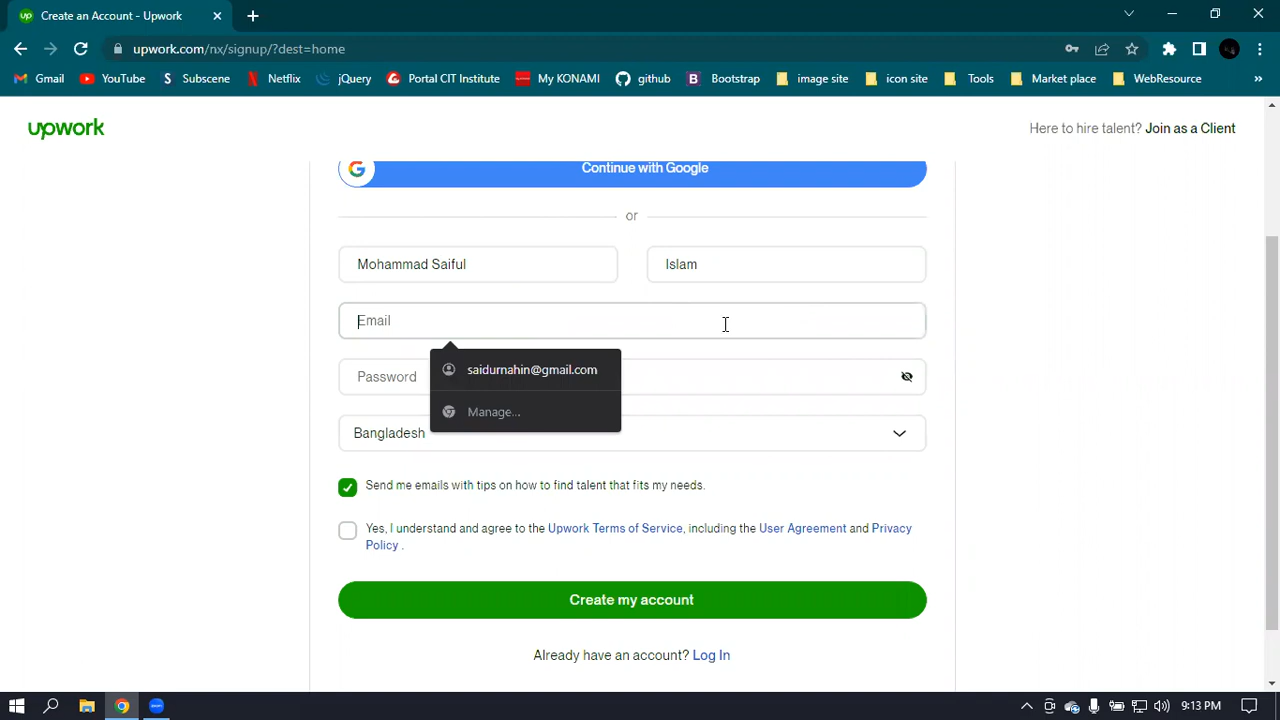 Create an Account - Upwork
upwork.com/nx/signup/?dest=home
Gmail YouTube Subscene Netflix jQuery Portal CIT Institute My KONAMI github Bootstrap image site icon site Tools Market place WebResource »
upwork
Here to hire talent? Join as a Client
Continue with Google
or
Mohammad Saiful Islam
Email
saidurnahin@gmail.com
Password
Manage...
Bangladesh
Send me emails with tips on how to find talent that fits my needs.
Yes, I understand and agree to the Upwork Terms of Service, including the User Agreement and Privacy
Policy .
Create my account
Already have an account? Log In
9:13 PM